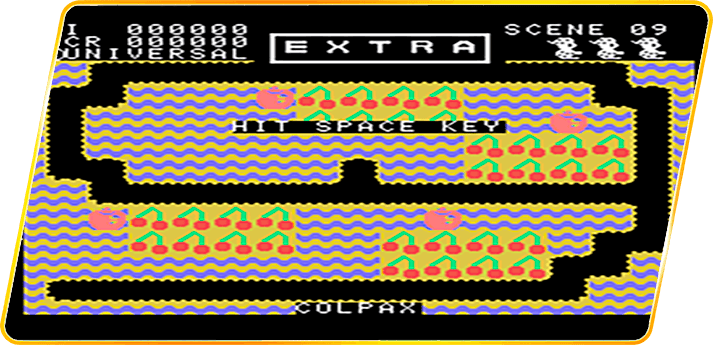 I 000000
CR 000000
UNIVERSAL
EXTRA
SCENE 09
HIT SPACE KEY
COLPAX